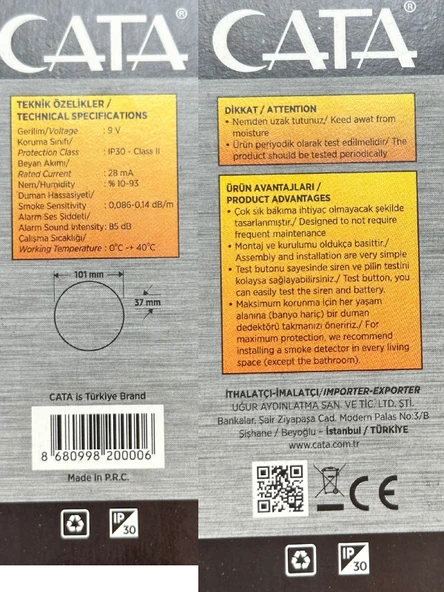 CATA®
TEKNİK ÖZELİKLER /
TECHNICAL SPECIFICATIONS
Gerilim/Voltage : 9 V
Koruma Sınıfı/
Protection Class : IP30 - Class II
Beyan Akımı/
Rated Current : 28 mA
Nem/Humidity : % 10-93
Duman Hassasiyeti/
Smoke Sensitivity : 0,086-0,14 dB/m
Alarm Ses Şiddeti/
Alarm Sound Intensity: 85 dB
Çalışma Sıcaklığı/
Working Temperature : 0°C → 40°C
101 mm
37 mm
CATA is Türkiye Brand
8 680998 200006
Made in P.R.C.
IP
30
CATA®
DİKKAT / ATTENTION
• Nemden uzak tutunuz/ Keed awat from
moisture
• Ürün periyodik olarak test edilmelidir/ The
product should be tested periodically
ÜRÜN AVANTAJLARI /
PRODUCT ADVANTAGES
• Çok sık bakıma ihtiyaç olmayacak şekilde
tasarlanmıştır./ Designed to not require
frequent maintenance
• Montaj ve kurulumu oldukça basittir./
Assembly and installation are very simple
• Test butonu sayesinde siren ve pilin testini
kolayca sağlayabilirsiniz./ Test button, you
can easily test the siren and battery.
• Maksimum korunma için her yaşam
alanına (banyo hariç) bir duman
dedektörü takmanızı öneririz./ For
maximum protection, we recommend
installing a smoke detector in every living
space (except the bathroom).
İTHALATÇI-İMALATÇI/IMPORTER-EXPORTER
UĞUR AYDINLATMA SAN. VE TİC. LTD. ŞTİ.
Bankalar, Şair Ziyapaşa Cad. Modern Palas No:3/B
Şişhane / Beyoğlu - İstanbul / TÜRKİYE
www.cata.com.tr
CE
IP
30